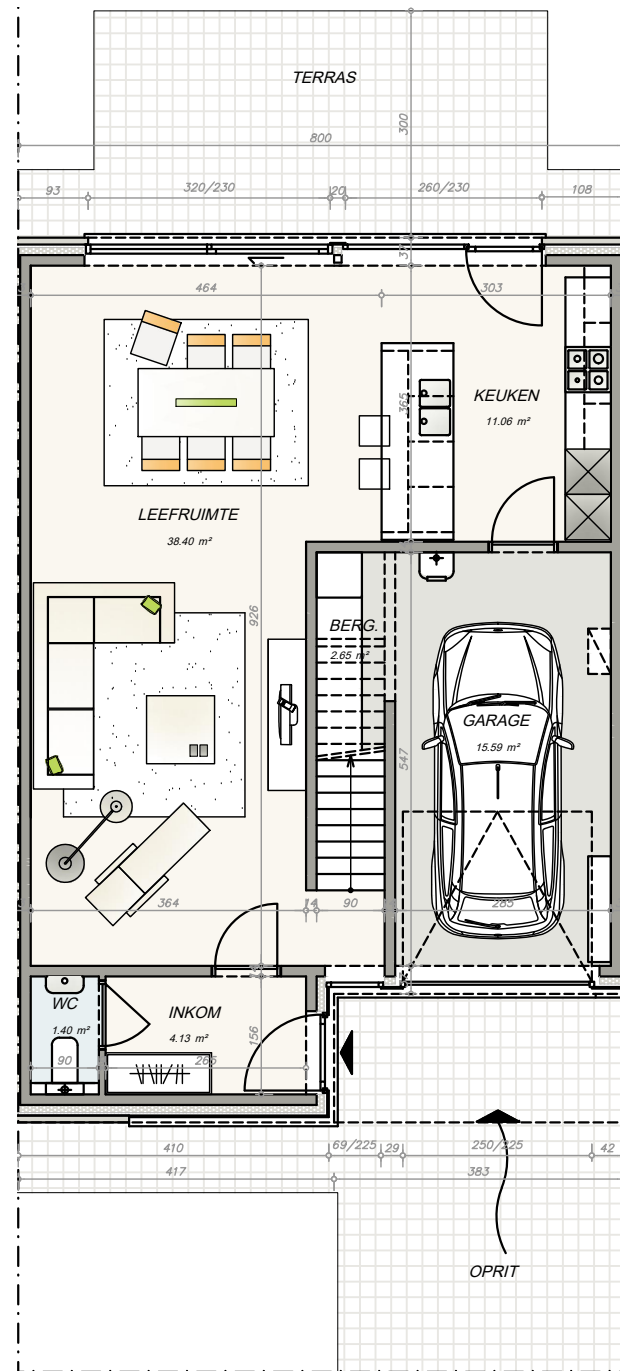 TERRAS
300
800
93 320/230 20 260/230 108
464 303
365
KEUKEN
11.06 m²
LEEFRUIMTE
38.40 m²
926
BERG.
2.65 m²
GARAGE
15.59 m²
547
364 14 90 285
WC
1.40 m²
INKOM
4.13 m²
156
90 265
410 69/225 29 250/225 42
417 383
OPRIT